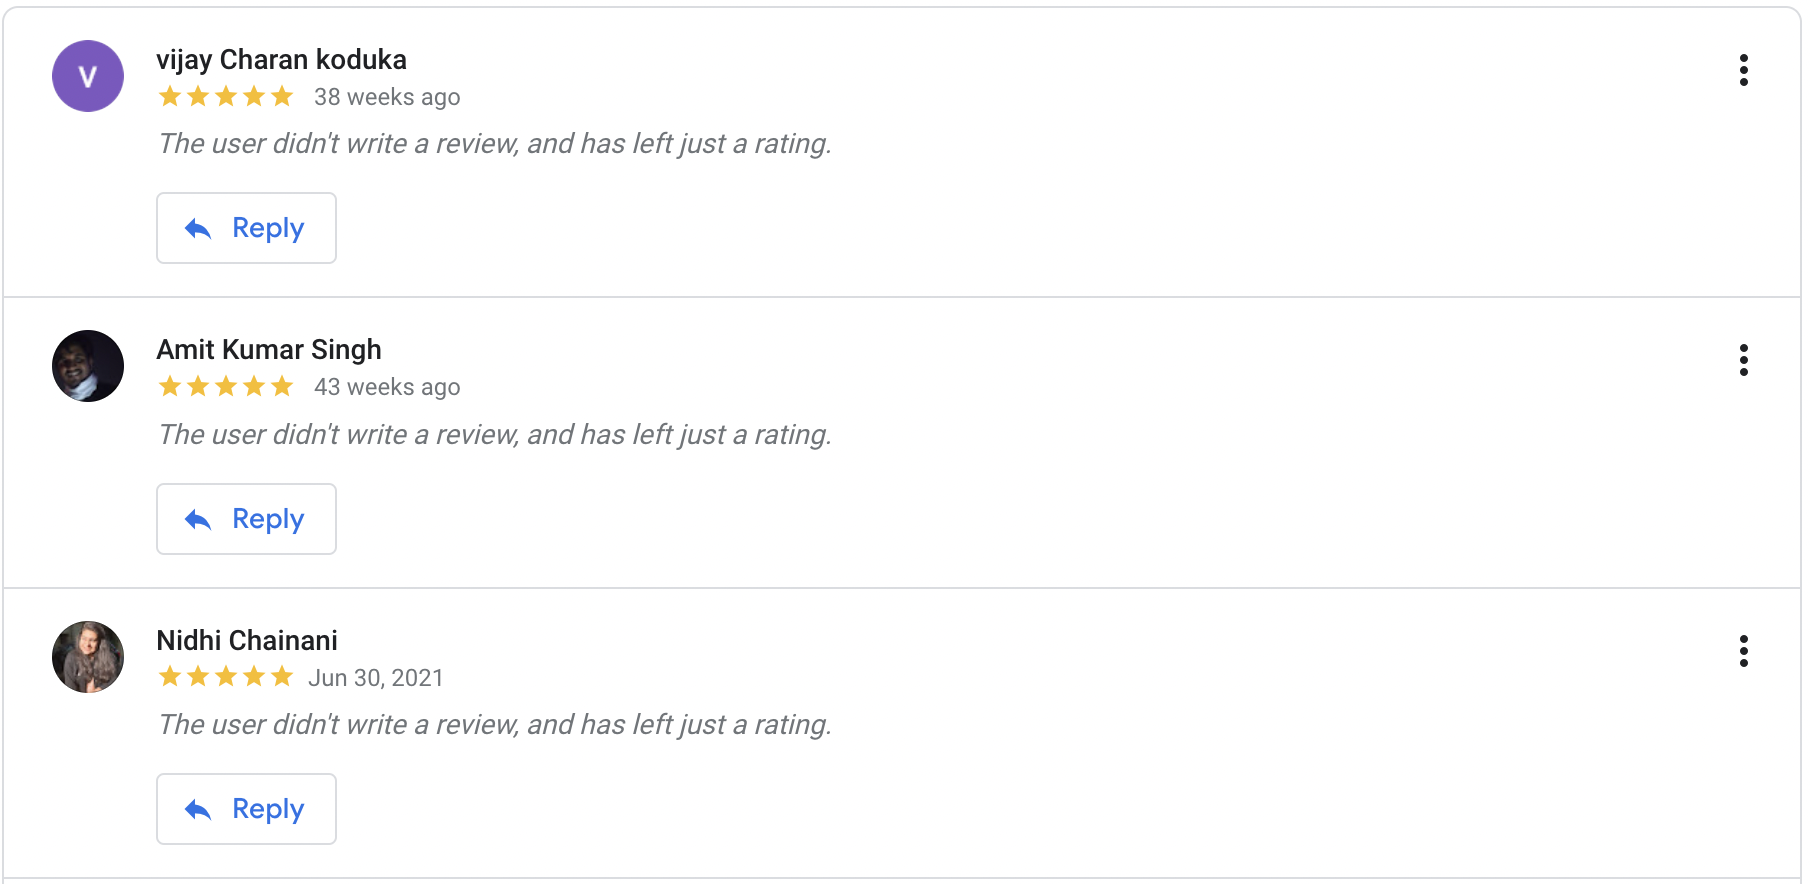 V
vijay Charan koduka
38 weeks ago
The user didn't write a review, and has left just a rating.
Reply
Amit Kumar Singh
43 weeks ago
The user didn't write a review, and has left just a rating.
Reply
Nidhi Chainani
Jun 30, 2021
The user didn't write a review, and has left just a rating.
Reply